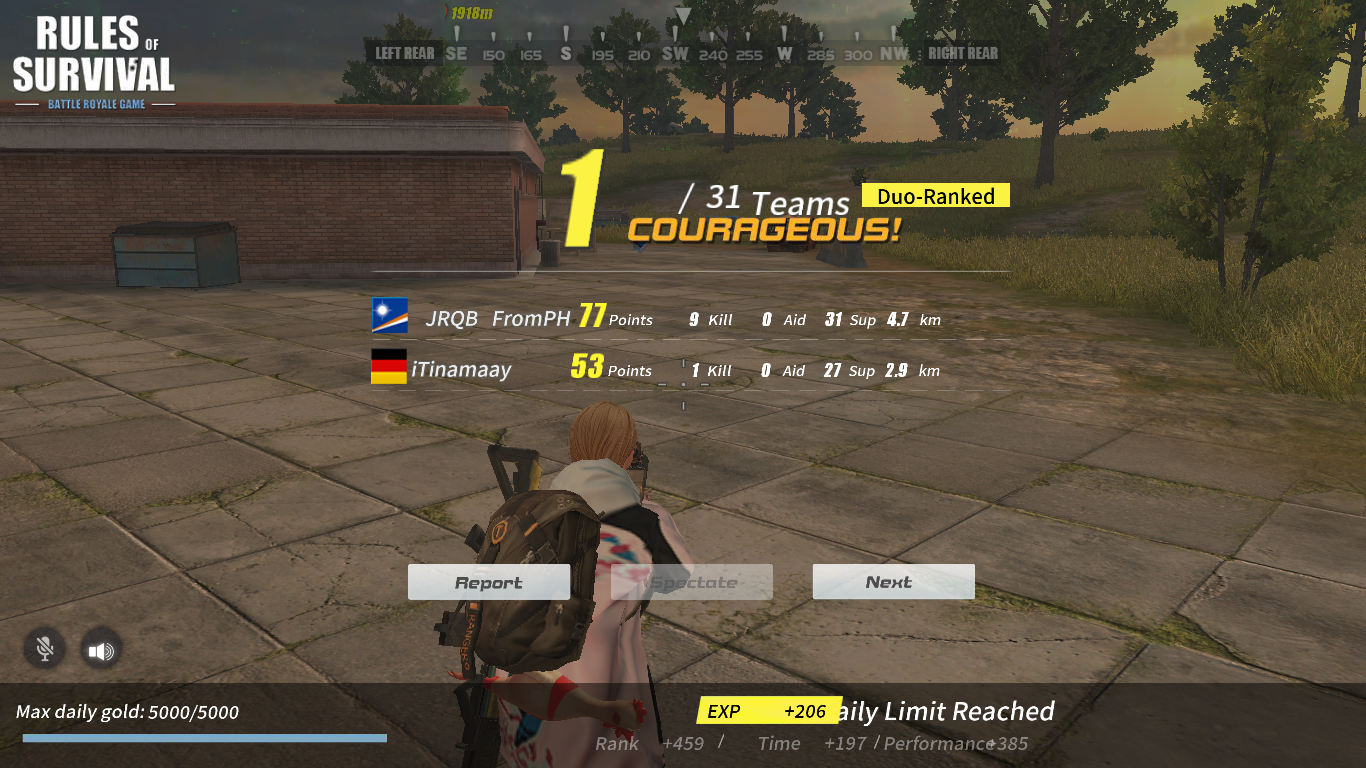 1918m
RULES OF
SURVIVAL
BATTLE ROYALE GAME
LEFT REAR SE 150 165 S 195 210 SW 240 255 W 285 300 NW RIGHT REAR
1 / 31 Teams Duo-Ranked
COURAGEOUS!
JRQB FromPH 77 Points 9 Kill 0 Aid 31 Sup 4.7 km
iTinamaay 53 Points 1 Kill 0 Aid 27 Sup 2.9 km
Report Spectate Next
RANGERO
Max daily gold: 5000/5000
EXP +206 aily Limit Reached
Rank +459 / Time +197 / Performance +385